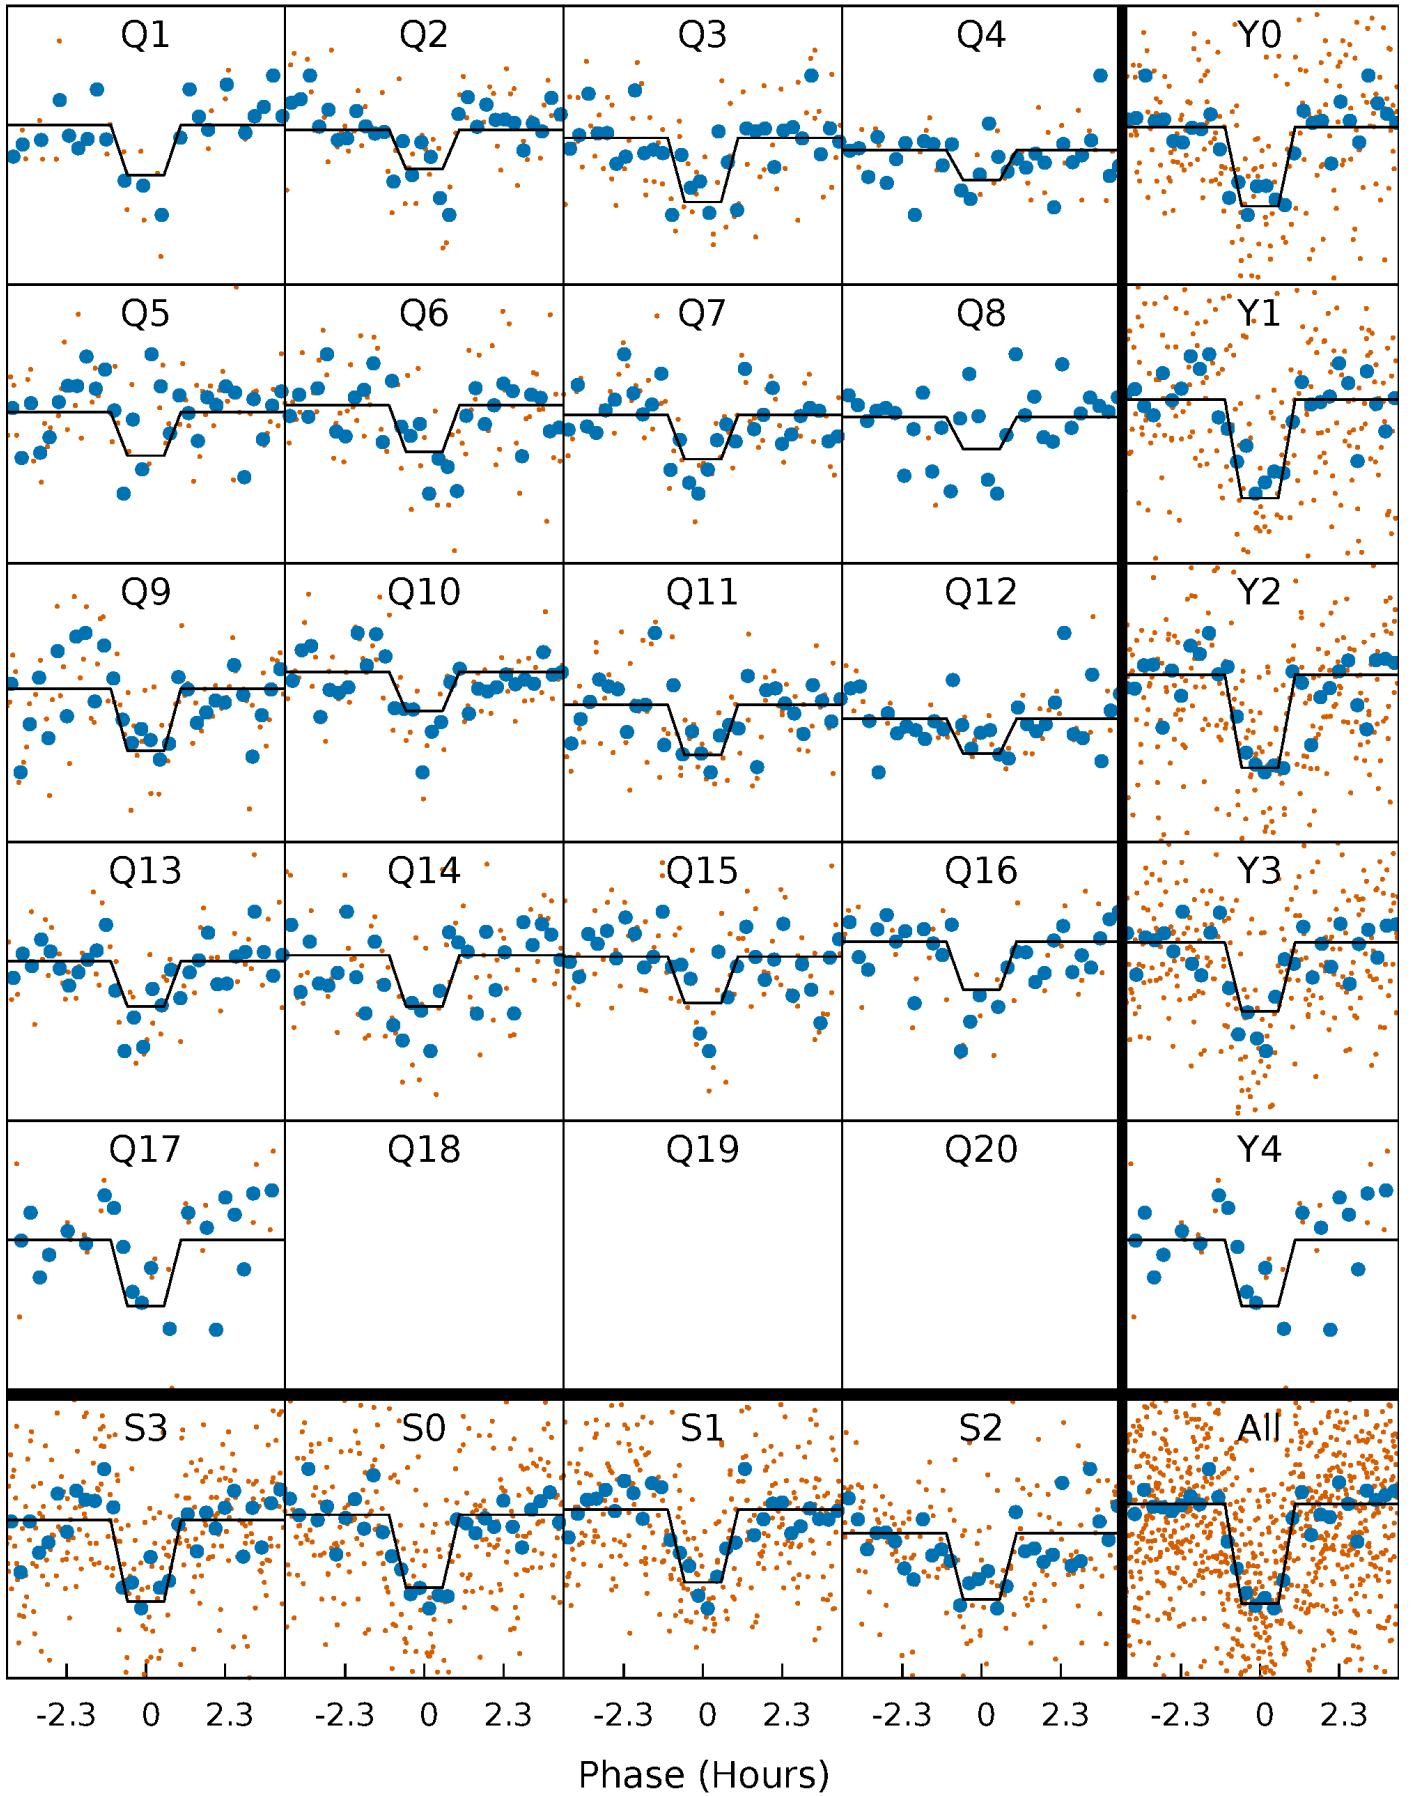 Q1 Q2 Q3 Q4 Y0
Q5 Q6 Q7 Q8 Y1
Q9 Q10 Q11 Q12 Y2
Q13 Q14 Q15 Q16 Y3
Q17 Q18 Q19 Q20 Y4
S3 S0 S1 S2 All
-2.3 0 2.3 -2.3 0 2.3 -2.3 0 2.3 -2.3 0 2.3 -2.3 0 2.3
Phase (Hours)